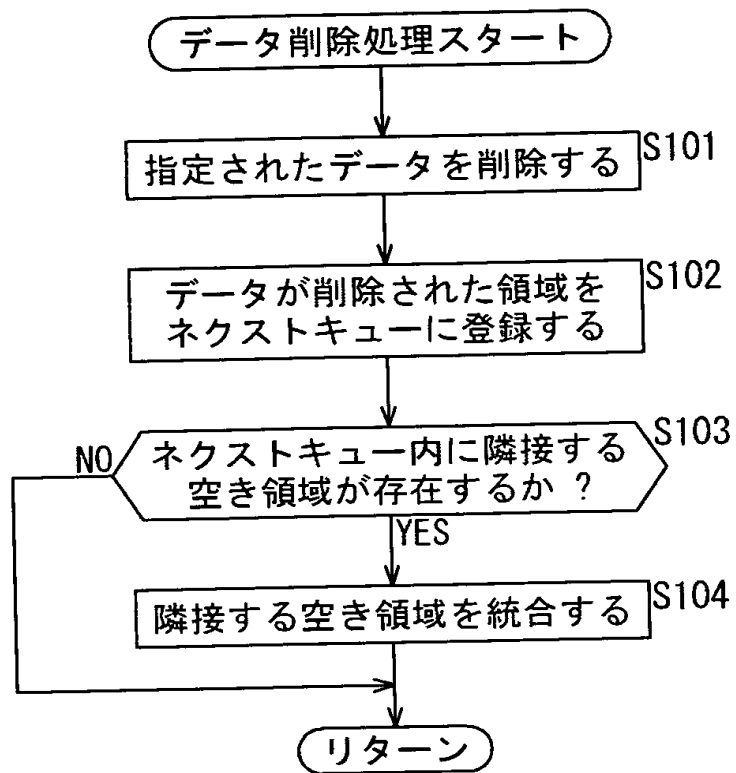 データ削除処理スタート
指定されたデータを削除する
S101
データが削除された領域を
ネクストキューに登録する
S102
ネクストキュー内に隣接する
空き領域が存在するか ?
S103
NO
YES
隣接する空き領域を統合する
S104
リターン